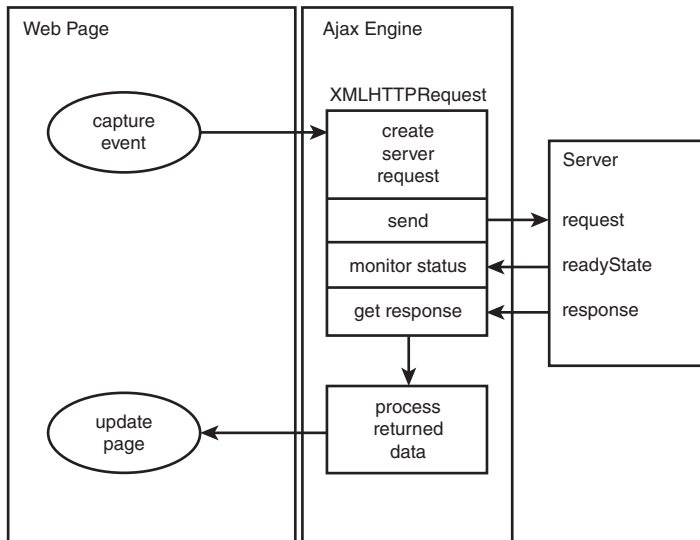 Web Page
Ajax Engine
XMLHTTPRequest
capture
event
create
server
request
Server
send
request
monitor status
readyState
get response
response
update
page
process
returned
data